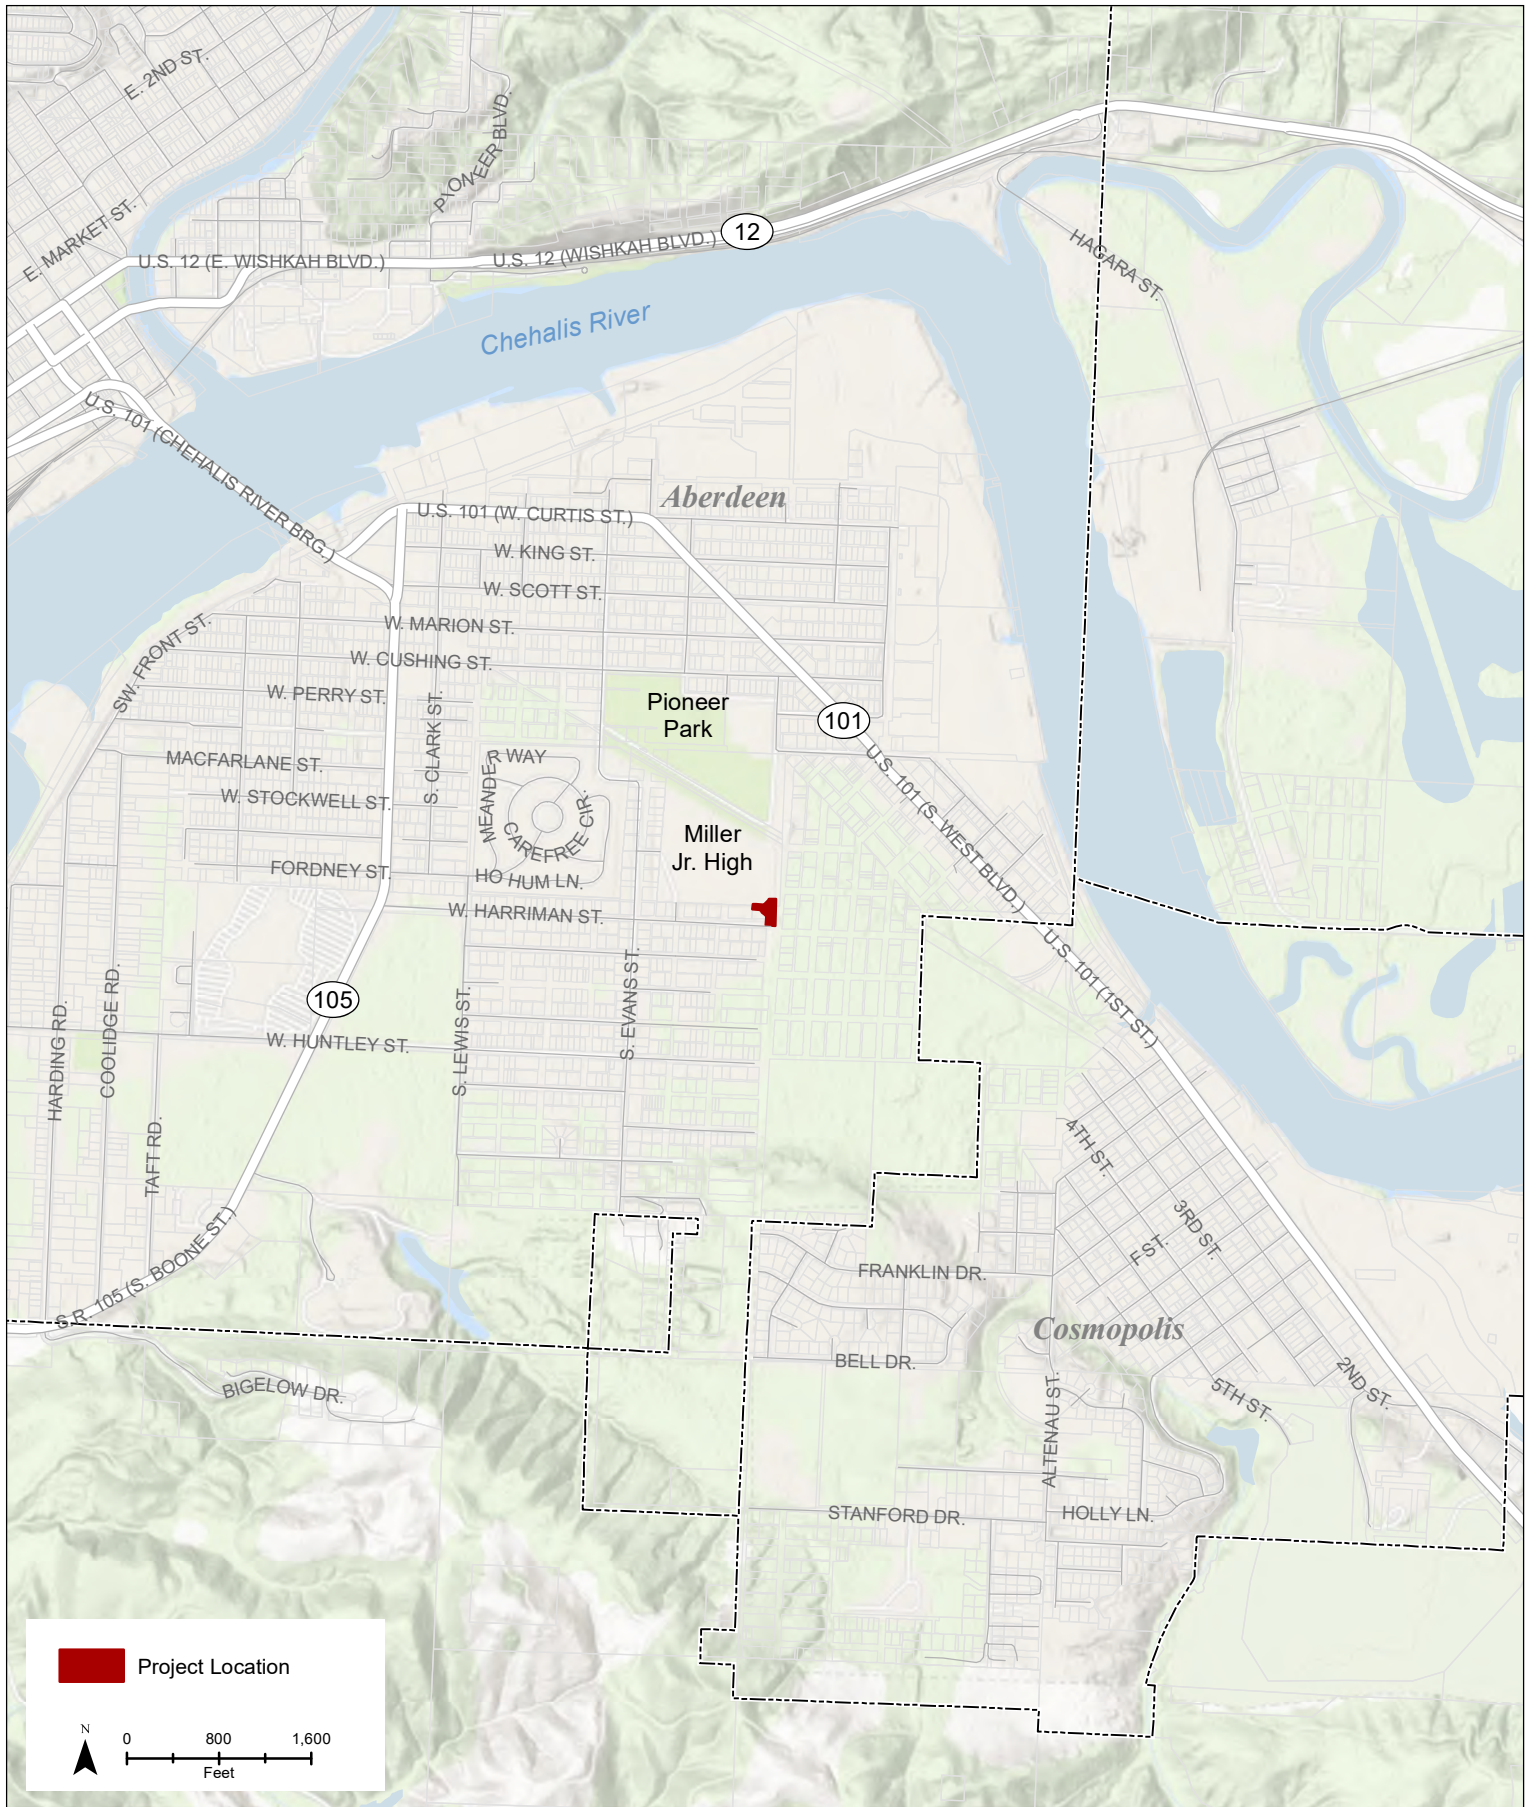 E. 2ND ST.
PIONEER BLVD.
E. MARKET ST.
U.S. 12 (E. WISHKAH BLVD.)
U.S. 12 (WISHKAH BLVD.)
12
HAGARA ST.
Chehalis River
U.S. 101 (CHEHALIS RIVER BRG.)
Aberdeen
U.S. 101 (W. CURTIS ST.)
W. KING ST.
W. SCOTT ST.
W. MARION ST.
SW. FRONT ST.
W. CUSHING ST.
W. PERRY ST.
S. CLARK ST.
Pioneer
Park
101
MACFARLANE ST.
MEANDER WAY
U.S. 101 (S. WEST BLVD.)
W. STOCKWELL ST.
CAREFREE CIR.
Miller
Jr. High
FORDNEY ST.
HO HUM LN.
W. HARRIMAN ST.
U.S. 101 (1ST ST.)
105
HARDING RD.
COOLIDGE RD.
S. LEWIS ST.
S. EVANS ST.
W. HUNTLEY ST.
TAFT RD.
4TH ST.
3RD ST.
F ST.
S.R. 105 (S. BOONE ST.)
FRANKLIN DR.
Cosmopolis
BELL DR.
BIGELOW DR.
ALTENAU ST.
5TH ST.
2ND ST.
STANFORD DR.
HOLLY LN.
Project Location
N
0 800 1,600
Feet